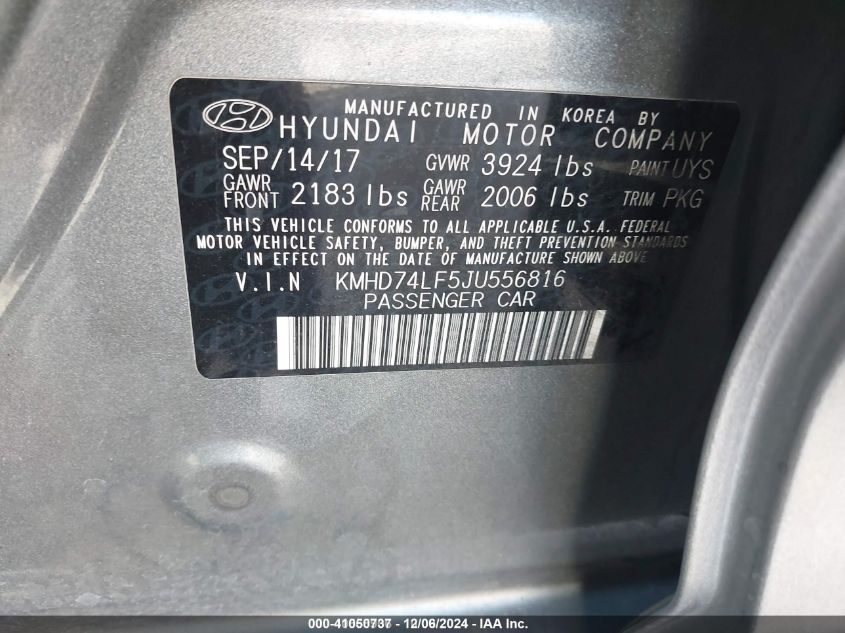 MANUFACTURED IN KOREA BY
HYUNDAI MOTOR COMPANY
SEP/14/17 GVWR 3924 lbs PAINT UYS
GAWR FRONT 2183 lbs GAWR REAR 2006 lbs TRIM PKG
THIS VEHICLE CONFORMS TO ALL APPLICABLE U.S.A. FEDERAL
MOTOR VEHICLE SAFETY, BUMPER, AND THEFT PREVENTION STANDARDS
IN EFFECT ON THE DATE OF MANUFACTURE SHOWN ABOVE
V.I.N KMHD74LF5JU556816
PASSENGER CAR
000-41050737 - 12/06/2024 - IAA Inc.